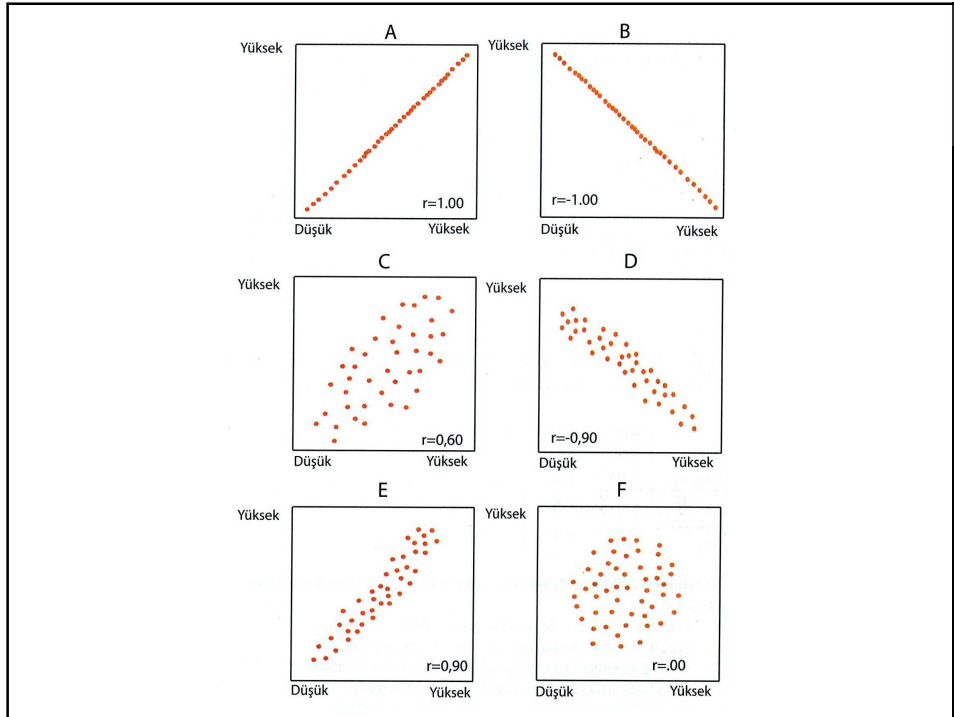 A
Yüksek
r=1.00
Düşük Yüksek
B
Yüksek
r=-1.00
Düşük Yüksek
C
Yüksek
r=0,60
Düşük Yüksek
D
Yüksek
r=-0,90
Düşük Yüksek
E
Yüksek
r=0,90
Düşük Yüksek
F
Yüksek
r=.00
Düşük Yüksek